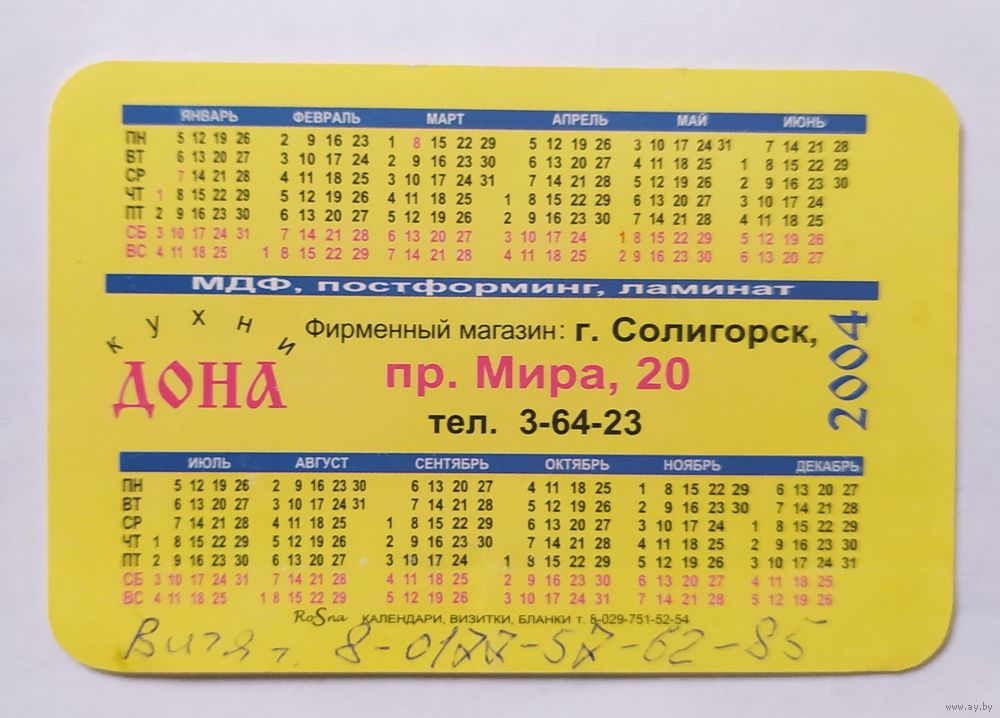 ЯНВАРЬ ФЕВРАЛЬ МАРТ АПРЕЛЬ МАЙ ИЮНЬ
ПН 5 12 19 26 2 9 16 23 1 8 15 22 29 5 12 19 26 3 10 17 24 31 7 14 21 28
ВТ 6 13 20 27 3 10 17 24 2 9 16 23 30 6 13 20 27 4 11 18 25 1 8 15 22 29
СР 7 14 21 28 4 11 18 25 3 10 17 24 31 7 14 21 28 5 12 19 26 2 9 16 23 30
ЧТ 1 8 15 22 29 5 12 19 26 4 11 18 25 1 8 15 22 29 6 13 20 27 3 10 17 24
ПТ 2 9 16 23 30 6 13 20 27 5 12 19 26 2 9 16 23 30 7 14 21 28 4 11 18 25
СБ 3 10 17 24 31 7 14 21 28 6 13 20 27 3 10 17 24 1 8 15 22 29 5 12 19 26
ВС 4 11 18 25 1 8 15 22 29 7 14 21 28 4 11 18 25 2 9 16 23 30 6 13 20 27
МДФ, постформинг, ламинат
кухни
ДОНА
Фирменный магазин: г. Солигорск,
пр. Мира, 20
тел. 3-64-23
2004
ИЮЛЬ АВГУСТ СЕНТЯБРЬ ОКТЯБРЬ НОЯБРЬ ДЕКАБРЬ
ПН 5 12 19 26 2 9 16 23 30 6 13 20 27 4 11 18 25 1 8 15 22 29 6 13 20 27
ВТ 6 13 20 27 3 10 17 24 31 7 14 21 28 5 12 19 26 2 9 16 23 30 7 14 21 28
СР 7 14 21 28 4 11 18 25 1 8 15 22 29 6 13 20 27 3 10 17 24 1 8 15 22 29
ЧТ 1 8 15 22 29 5 12 19 26 2 9 16 23 30 7 14 21 28 4 11 18 25 2 9 16 23 30
ПТ 2 9 16 23 30 6 13 20 27 3 10 17 24 1 8 15 22 29 5 12 19 26 3 10 17 24 31
СБ 3 10 17 24 31 7 14 21 28 4 11 18 25 2 9 16 23 30 6 13 20 27 4 11 18 25
ВС 4 11 18 25 1 8 15 22 29 5 12 19 26 3 10 17 24 31 7 14 21 28 5 12 19 26
RoSna КАЛЕНДАРИ, ВИЗИТКИ, БЛАНКИ т. 8-029-751-52-54
Витя т. 8-0177-57-62-85
www.ay.by